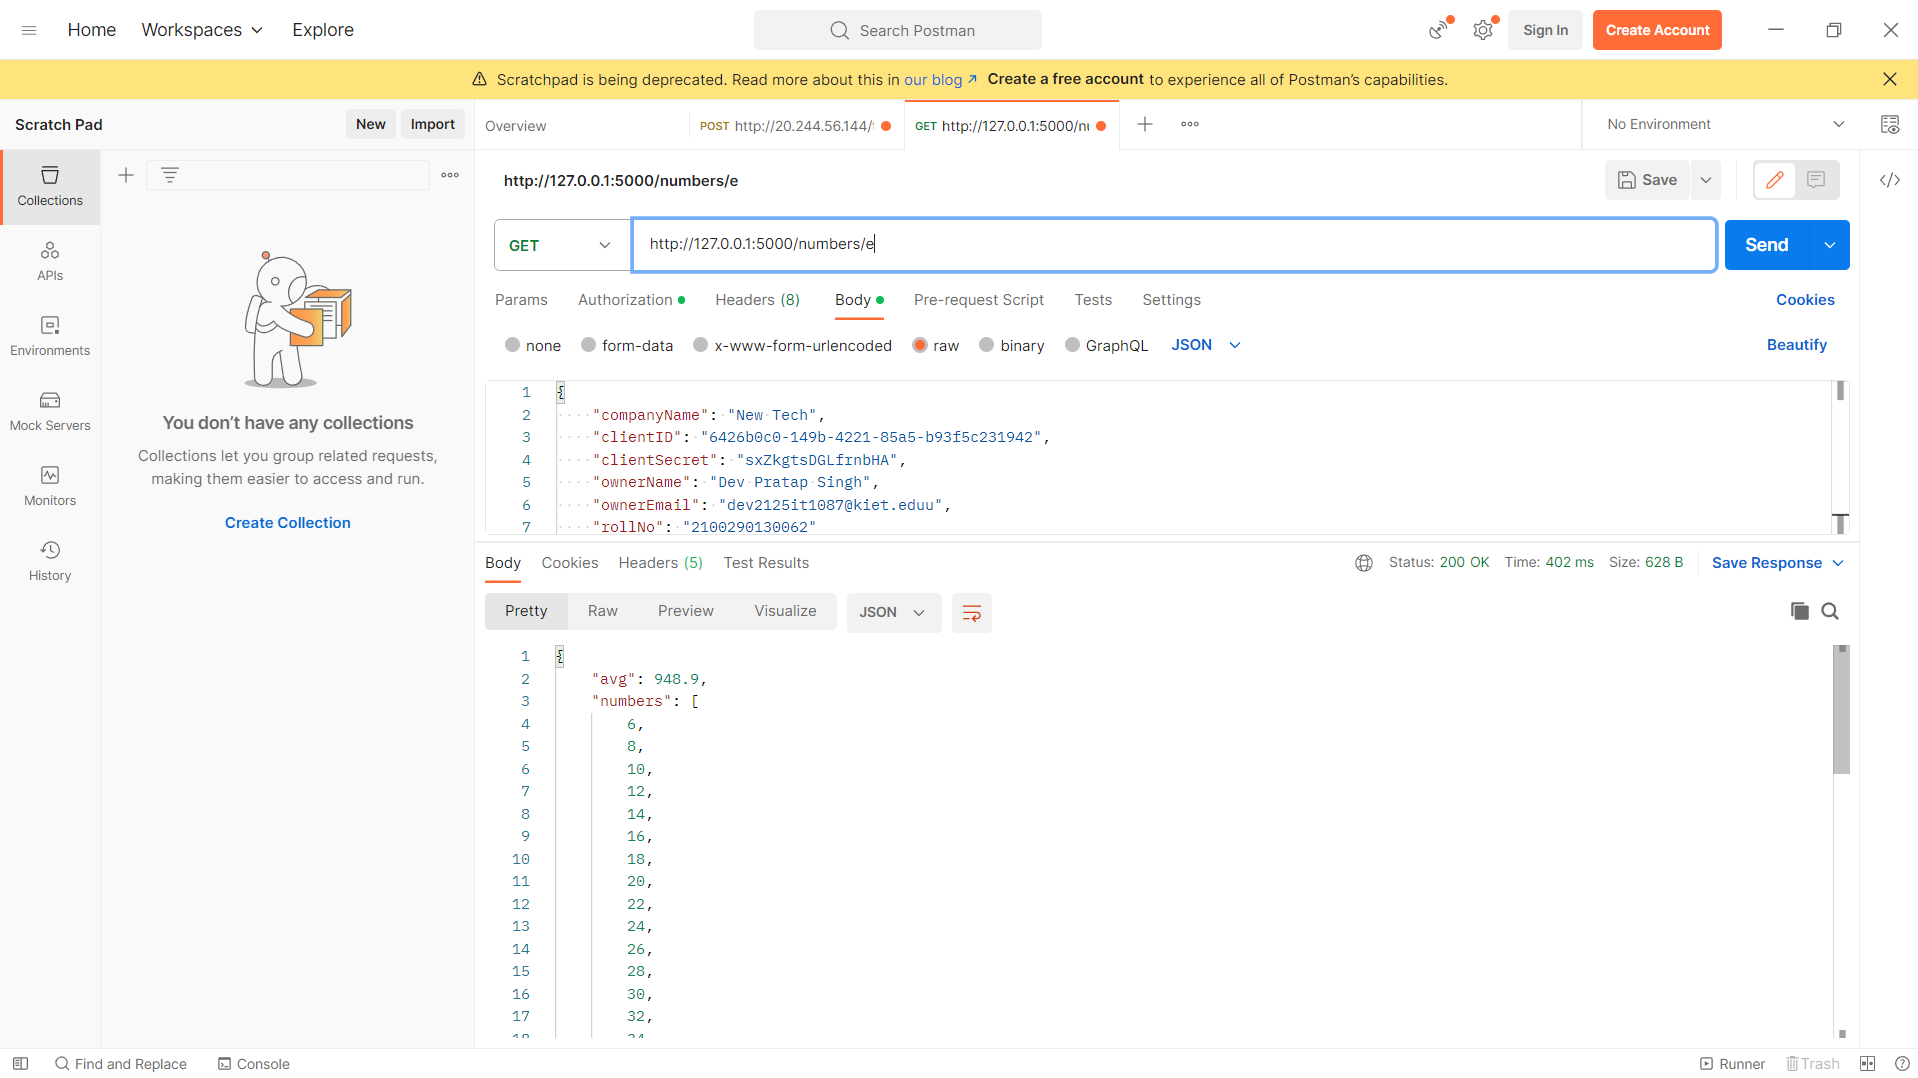 Home Workspaces Explore Search Postman Sign In Create Account
Scratchpad is being deprecated. Read more about this in our blog ↗ Create a free account to experience all of Postman's capabilities.
Scratch Pad New Import Overview POST http://20.244.56.144/ GET http://127.0.0.1:5000/nu No Environment
Collections
APIs
Environments
Mock Servers
Monitors
History
You don't have any collections
Collections let you group related requests,
making them easier to access and run.
Create Collection
http://127.0.0.1:5000/numbers/e Save
GET http://127.0.0.1:5000/numbers/e Send
Params Authorization Headers (8) Body Pre-request Script Tests Settings Cookies
none form-data x-www-form-urlencoded raw binary GraphQL JSON Beautify
1 {
2 "companyName": "New Tech",
3 "clientID": "6426b0c0-149b-4221-85a5-b93f5c231942",
4 "clientSecret": "sxZkgtsDGLfrnbHA",
5 "ownerName": "Dev Pratap Singh",
6 "ownerEmail": "dev2125it1087@kiet.eduu",
7 "rollNo": "2100290130062"
Body Cookies Headers (5) Test Results Status: 200 OK Time: 402 ms Size: 628 B Save Response
Pretty Raw Preview Visualize JSON
1 {
2 "avg": 948.9,
3 "numbers": [
4 6,
5 8,
6 10,
7 12,
8 14,
9 16,
10 18,
11 20,
12 22,
13 24,
14 26,
15 28,
16 30,
17 32,
Find and Replace Console Runner Trash